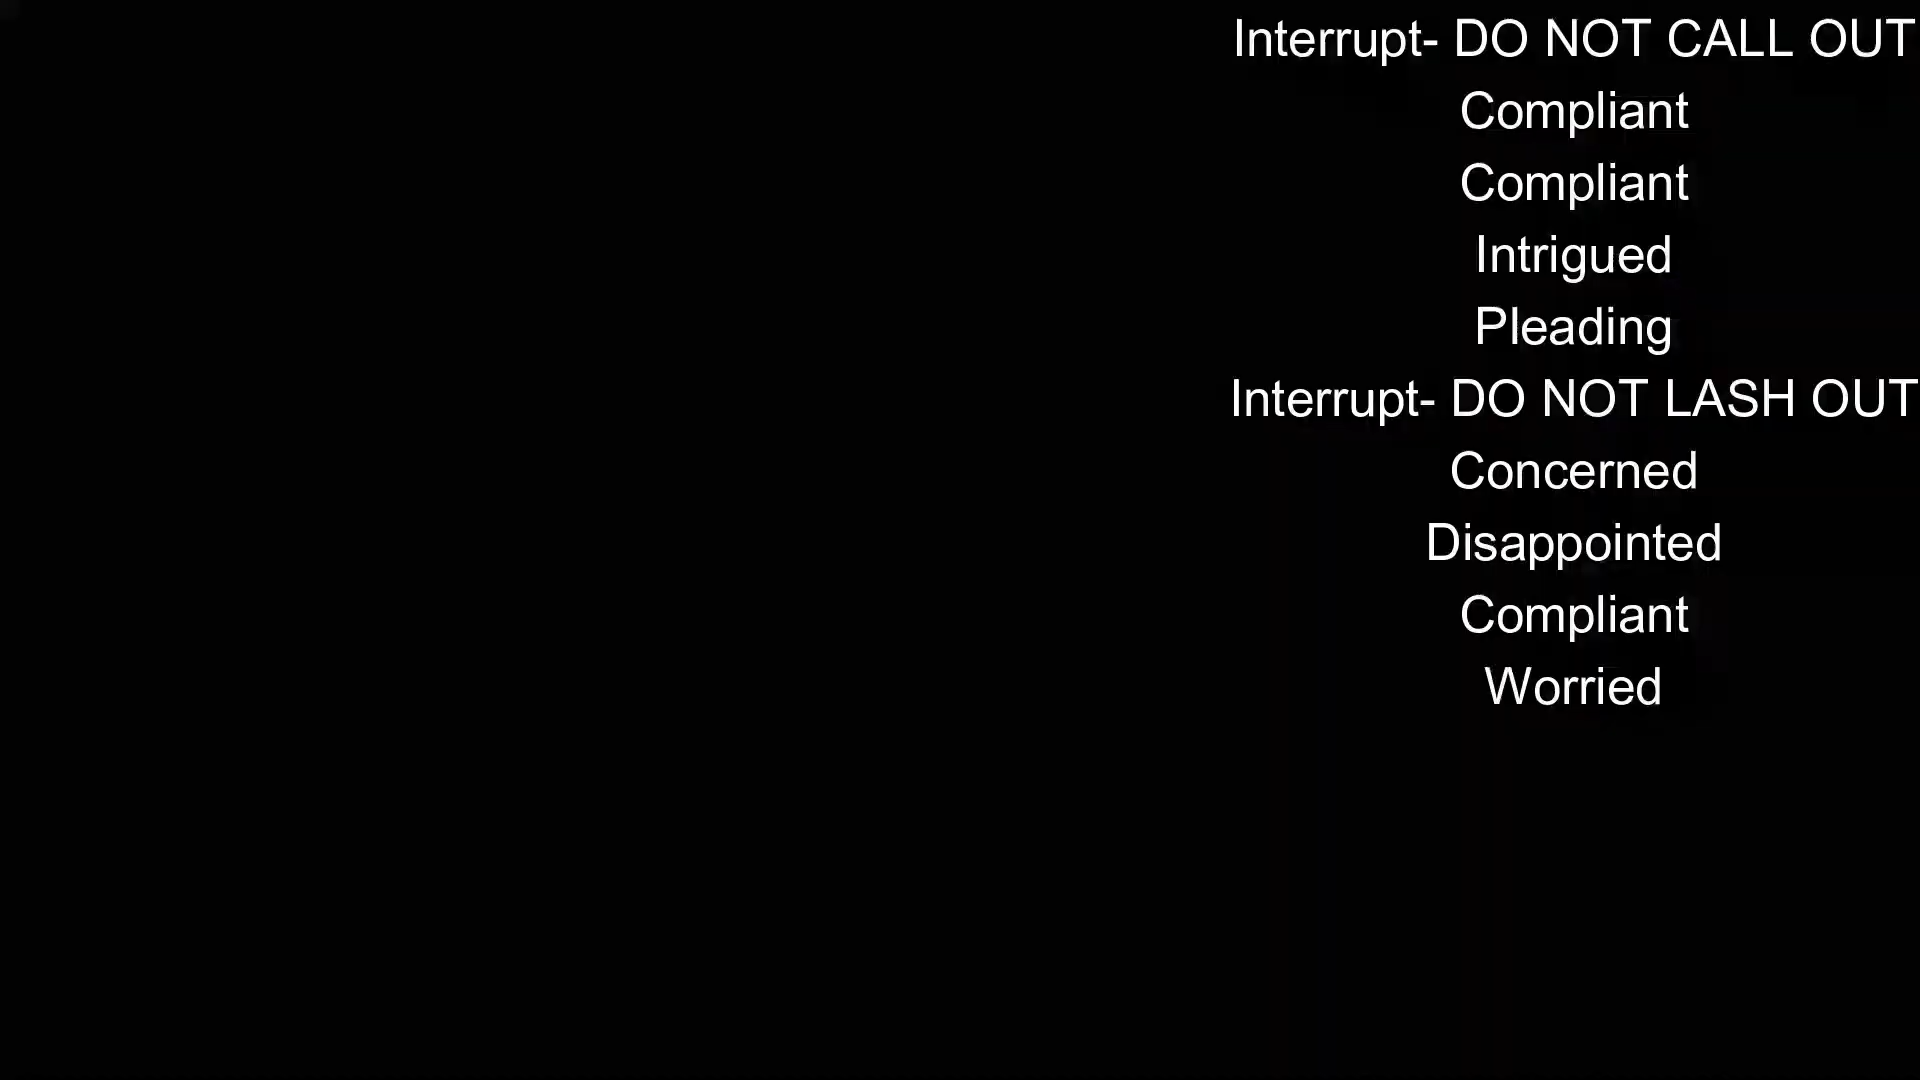 Interrupt- DO NOT CALL OUT
Compliant
Compliant
Intrigued
Pleading
Interrupt- DO NOT LASH OUT
Concerned
Disappointed
Compliant
Worried